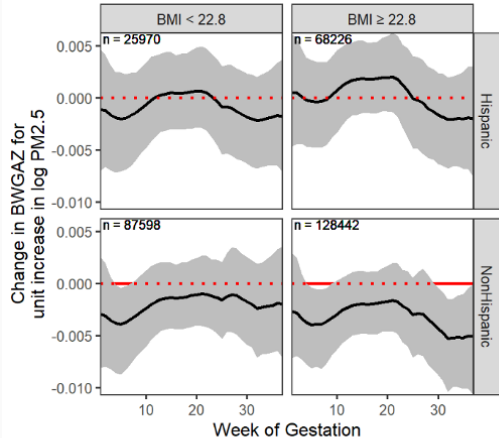 BMI < 22.8
BMI ≥ 22.8
n = 25970
n = 68226
Hispanic
0.005
0.000
-0.005
-0.010
n = 87598
n = 128442
NonHispanic
0.005
0.000
-0.005
-0.010
Change in BWGAZ for
unit increase in log PM2.5
10
20
30
10
20
30
Week of Gestation